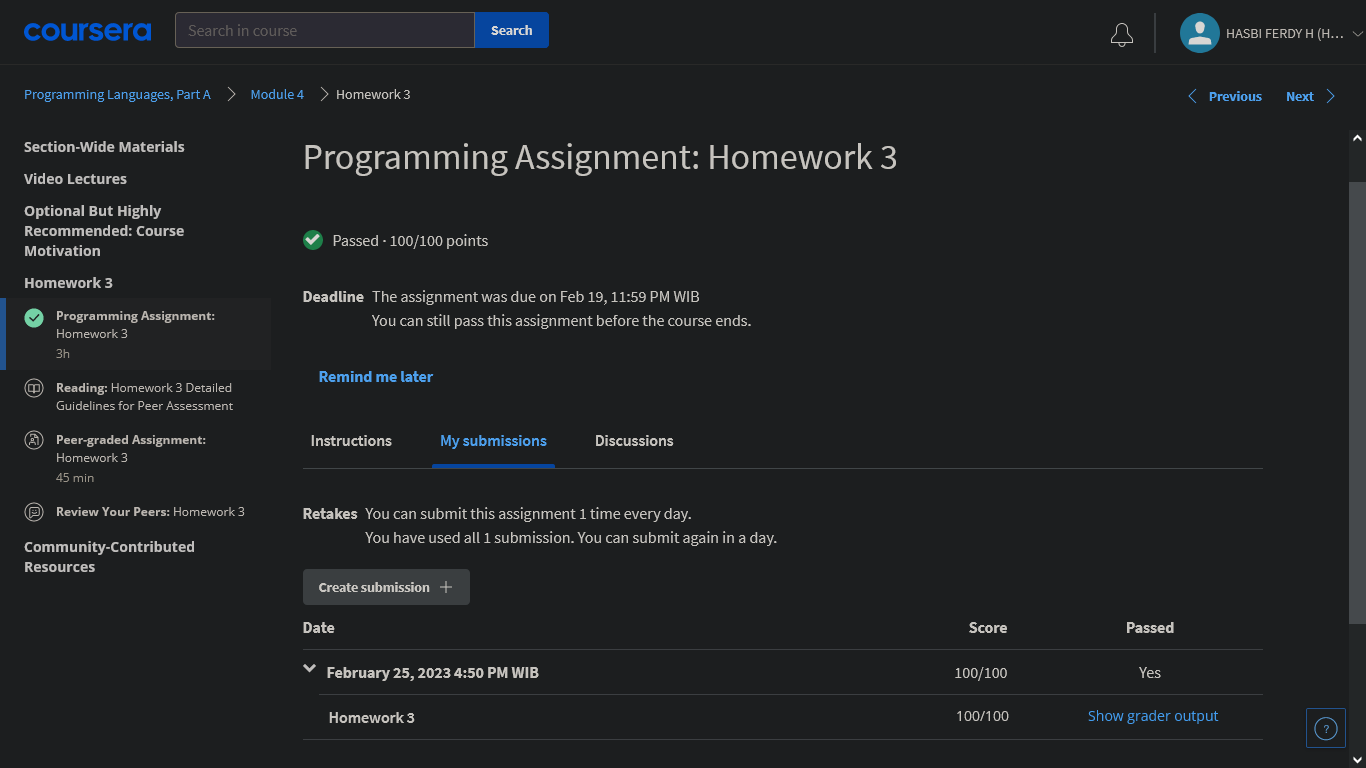 coursera
Search in course
Search
HASBI FERDY H (H...
Programming Languages, Part A
Module 4
Homework 3
Previous
Next
Section-Wide Materials
Video Lectures
Optional But Highly
Recommended: Course
Motivation
Homework 3
Programming Assignment:
Homework 3
3h
Reading: Homework 3 Detailed
Guidelines for Peer Assessment
Peer-graded Assignment:
Homework 3
45 min
Review Your Peers: Homework 3
Community-Contributed
Resources
Programming Assignment: Homework 3
Passed · 100/100 points
Deadline The assignment was due on Feb 19, 11:59 PM WIB
You can still pass this assignment before the course ends.
Remind me later
Instructions
My submissions
Discussions
Retakes You can submit this assignment 1 time every day.
You have used all 1 submission. You can submit again in a day.
Create submission
Date Score Passed
February 25, 2023 4:50 PM WIB 100/100 Yes
Homework 3 100/100 Show grader output
?